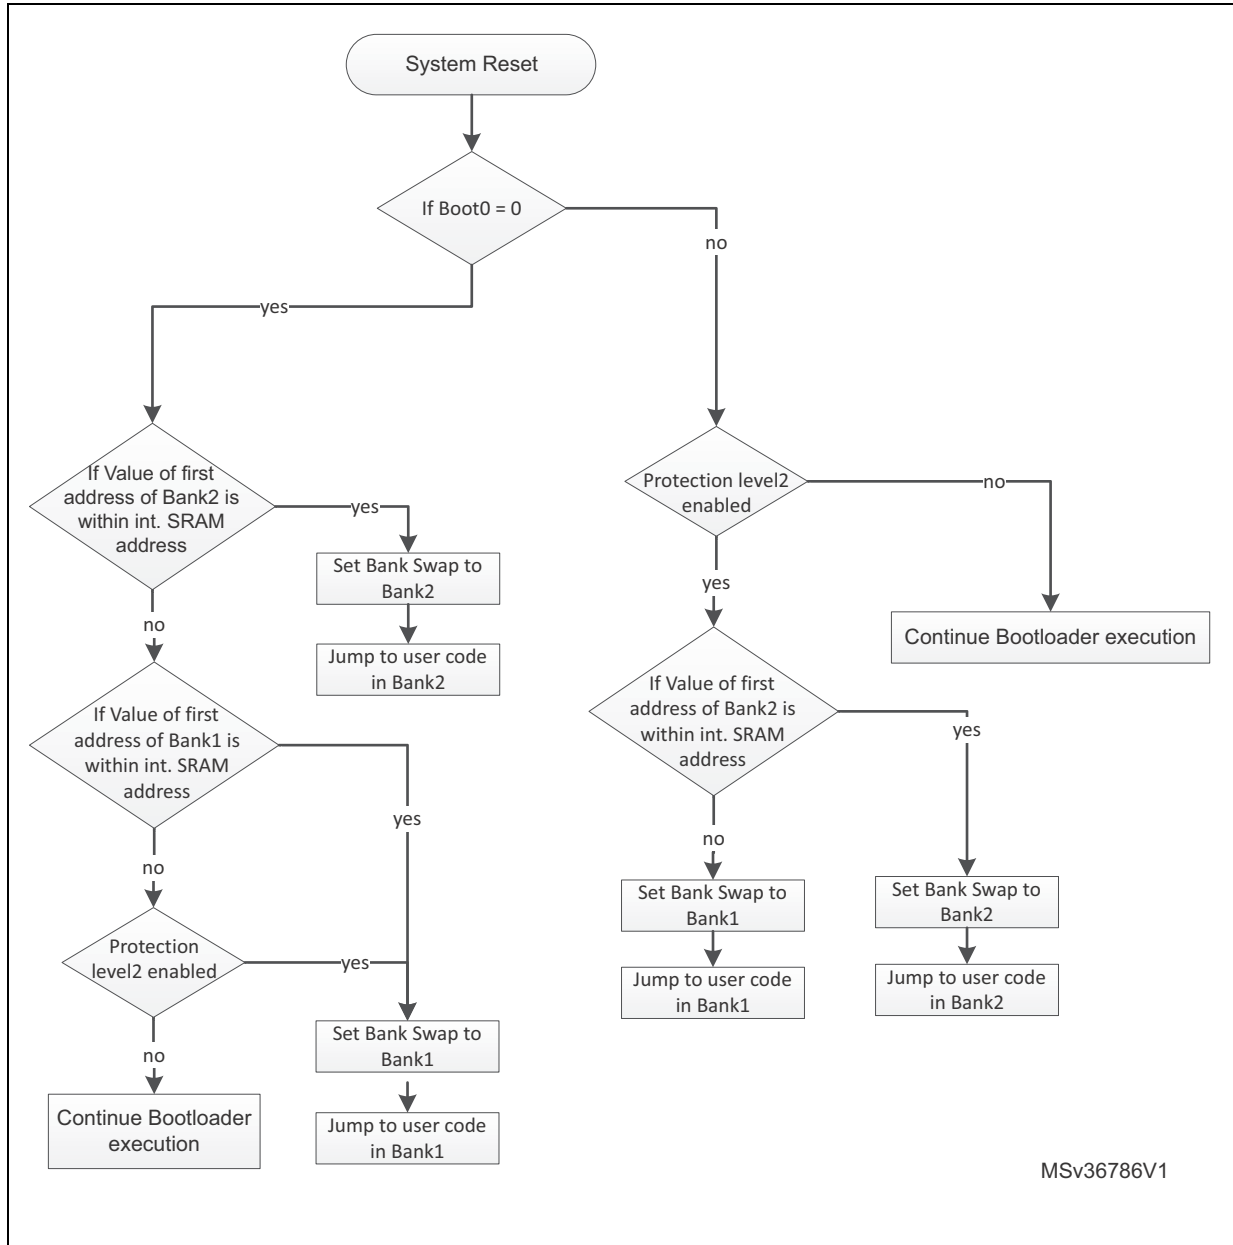 System Reset
If Boot0 = 0
no
yes
If Value of first
address of Bank2 is
within int. SRAM
address
yes
Set Bank Swap to
Bank2
Jump to user code
in Bank2
no
If Value of first
address of Bank1 is
within int. SRAM
address
yes
no
Protection
level2 enabled
yes
no
Continue Bootloader
execution
Set Bank Swap to
Bank1
Jump to user code
in Bank1
Protection level2
enabled
no
Continue Bootloader execution
yes
If Value of first
address of Bank2 is
within int. SRAM
address
yes
no
Set Bank Swap to
Bank1
Jump to user code
in Bank1
Set Bank Swap to
Bank2
Jump to user code
in Bank2
MSv36786V1